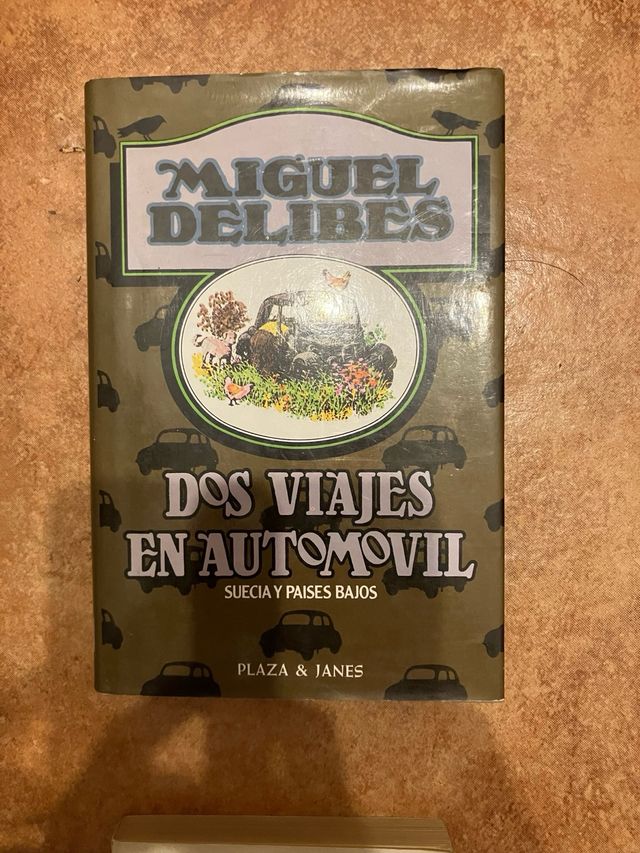 MIGUEL
DELIBES
DOS VIAJES
EN AUTOMOVIL
SUECIA Y PAISES BAJOS
PLAZA & JANES